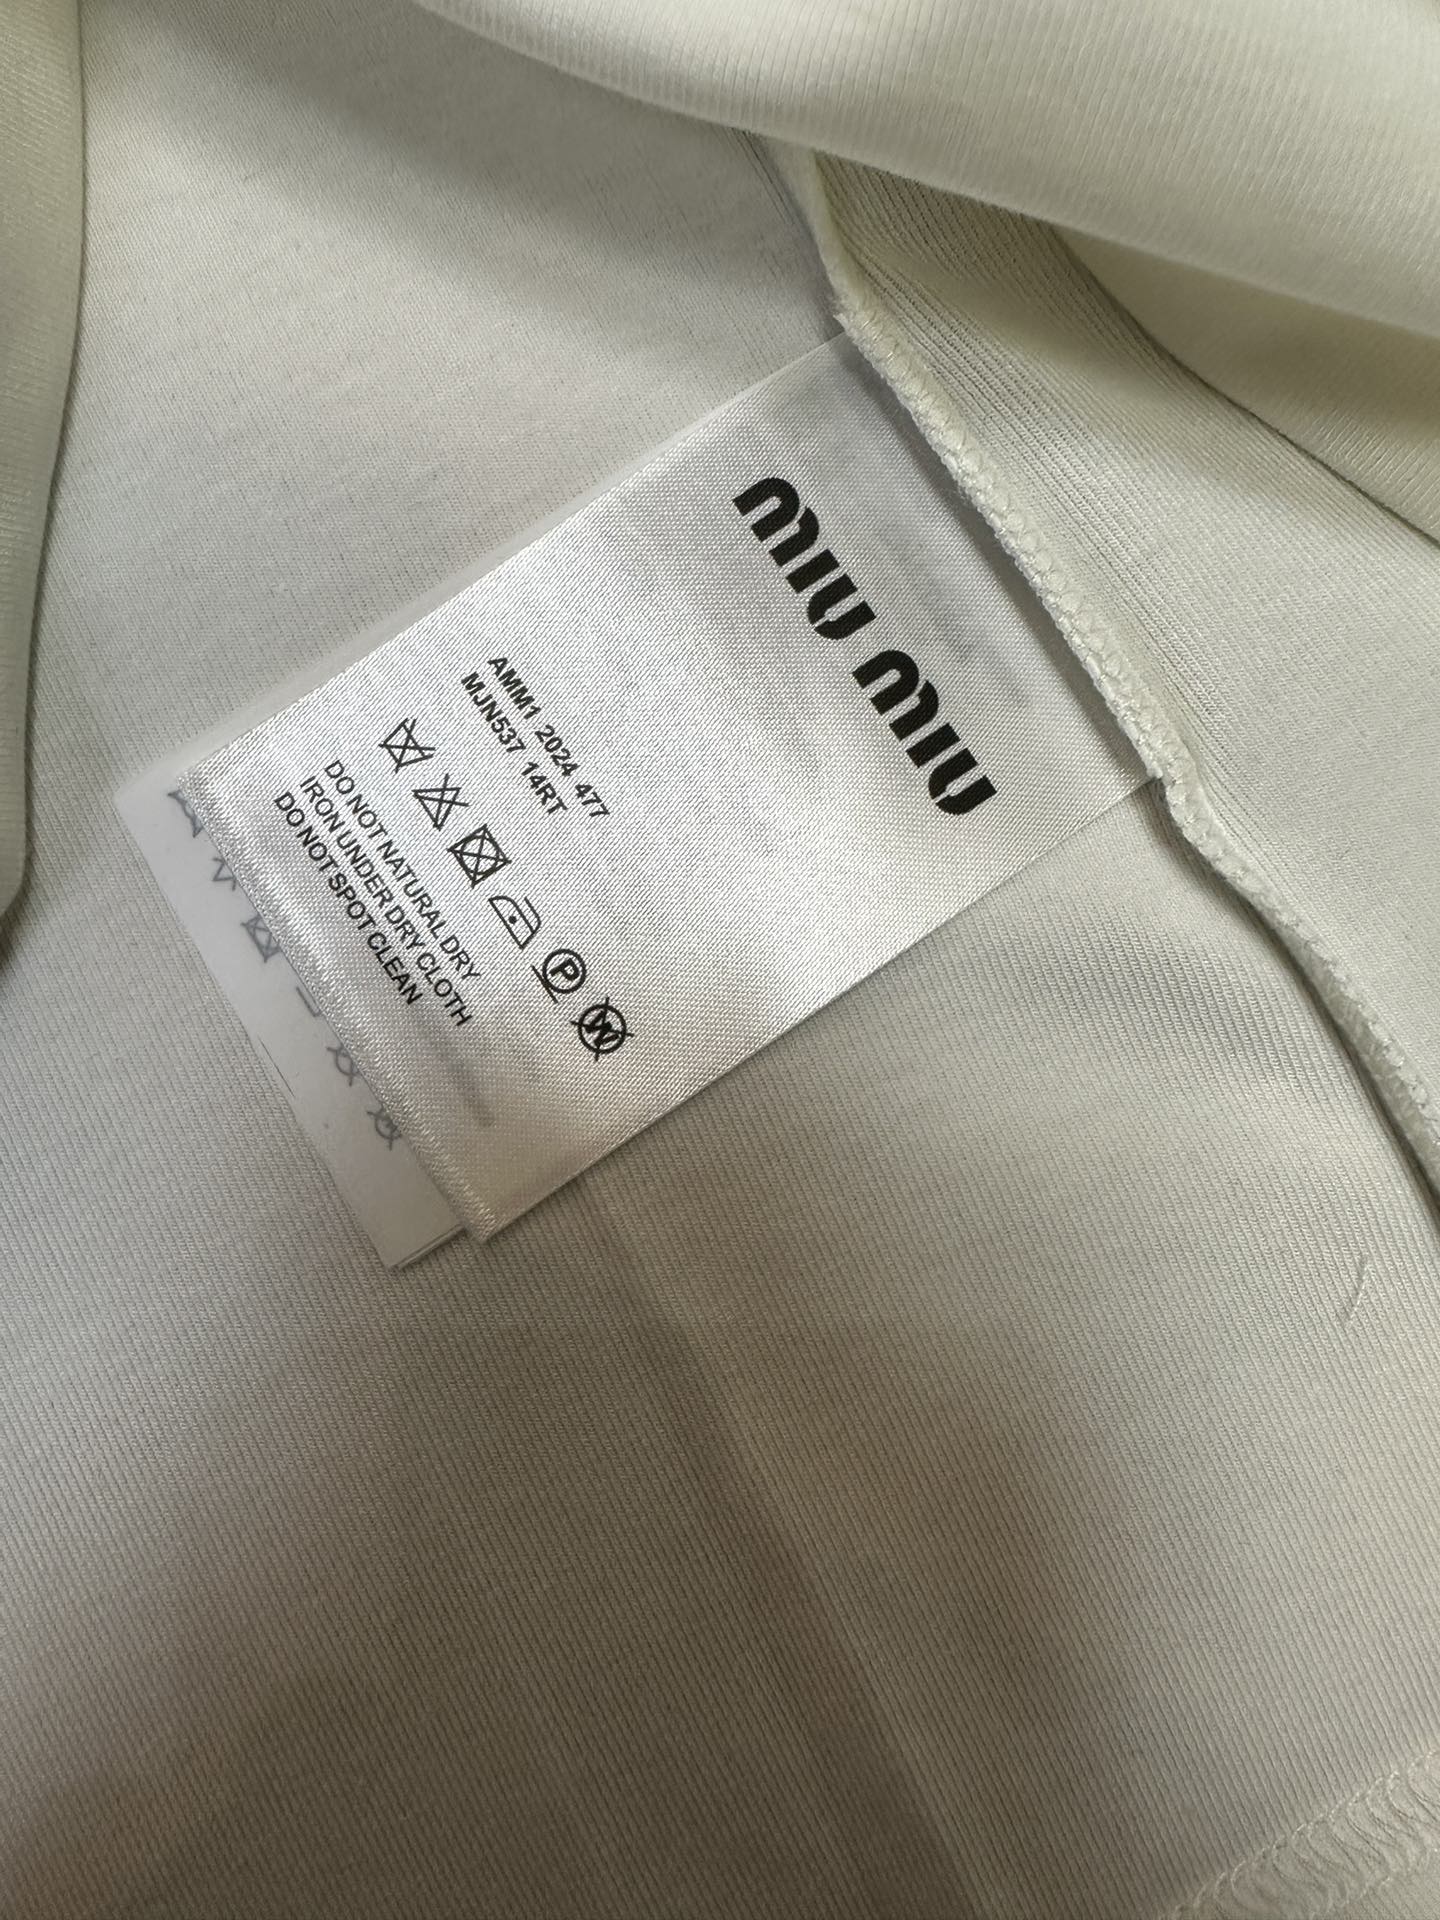 miu miu
AMM1 2024 477
MJN537 14RT
P W
DO NOT NATURAL DRY
IRON UNDER DRY CLOTH
DO NOT SPOT CLEAN